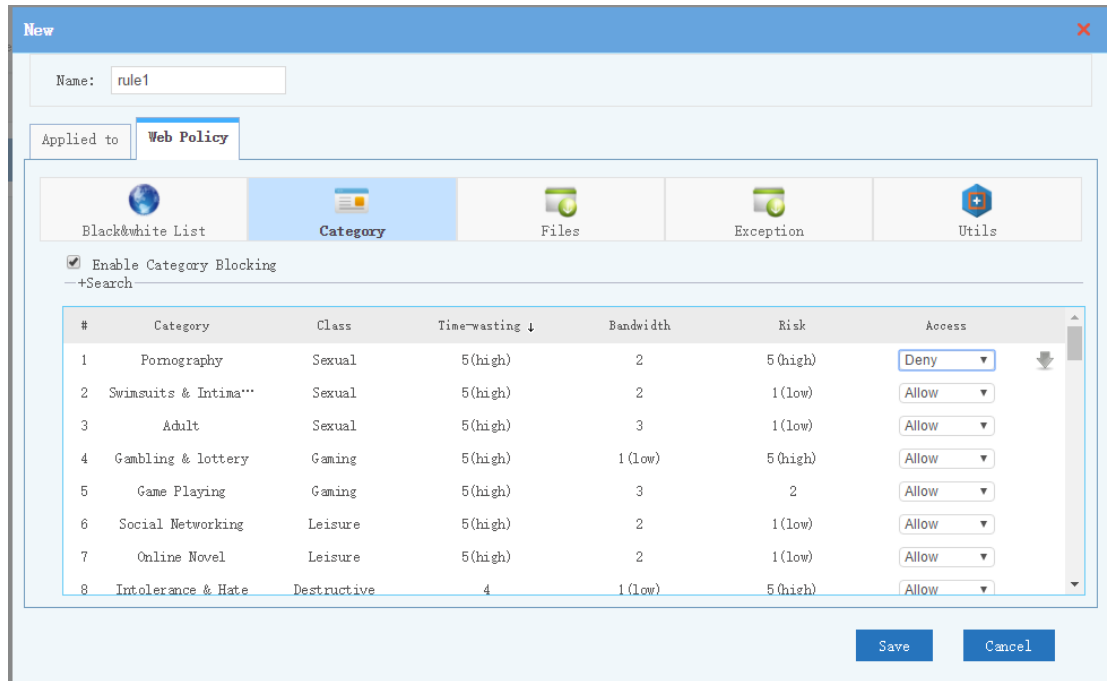 New
Name: rule1
Applied to Web Policy
Black&white List Category Files Exception Utils
Enable Category Blocking
+Search
# Category Class Time-wasting ↓ Bandwidth Risk Access
1 Pornography Sexual 5(high) 2 5(high) Deny
2 Swimsuits & Intima… Sexual 5(high) 2 1(low) Allow
3 Adult Sexual 5(high) 3 1(low) Allow
4 Gambling & lottery Gaming 5(high) 1(low) 5(high) Allow
5 Game Playing Gaming 5(high) 3 2 Allow
6 Social Networking Leisure 5(high) 2 1(low) Allow
7 Online Novel Leisure 5(high) 2 1(low) Allow
8 Intolerance & Hate Destructive 4 1(low) 5(high) Allow
Save Cancel